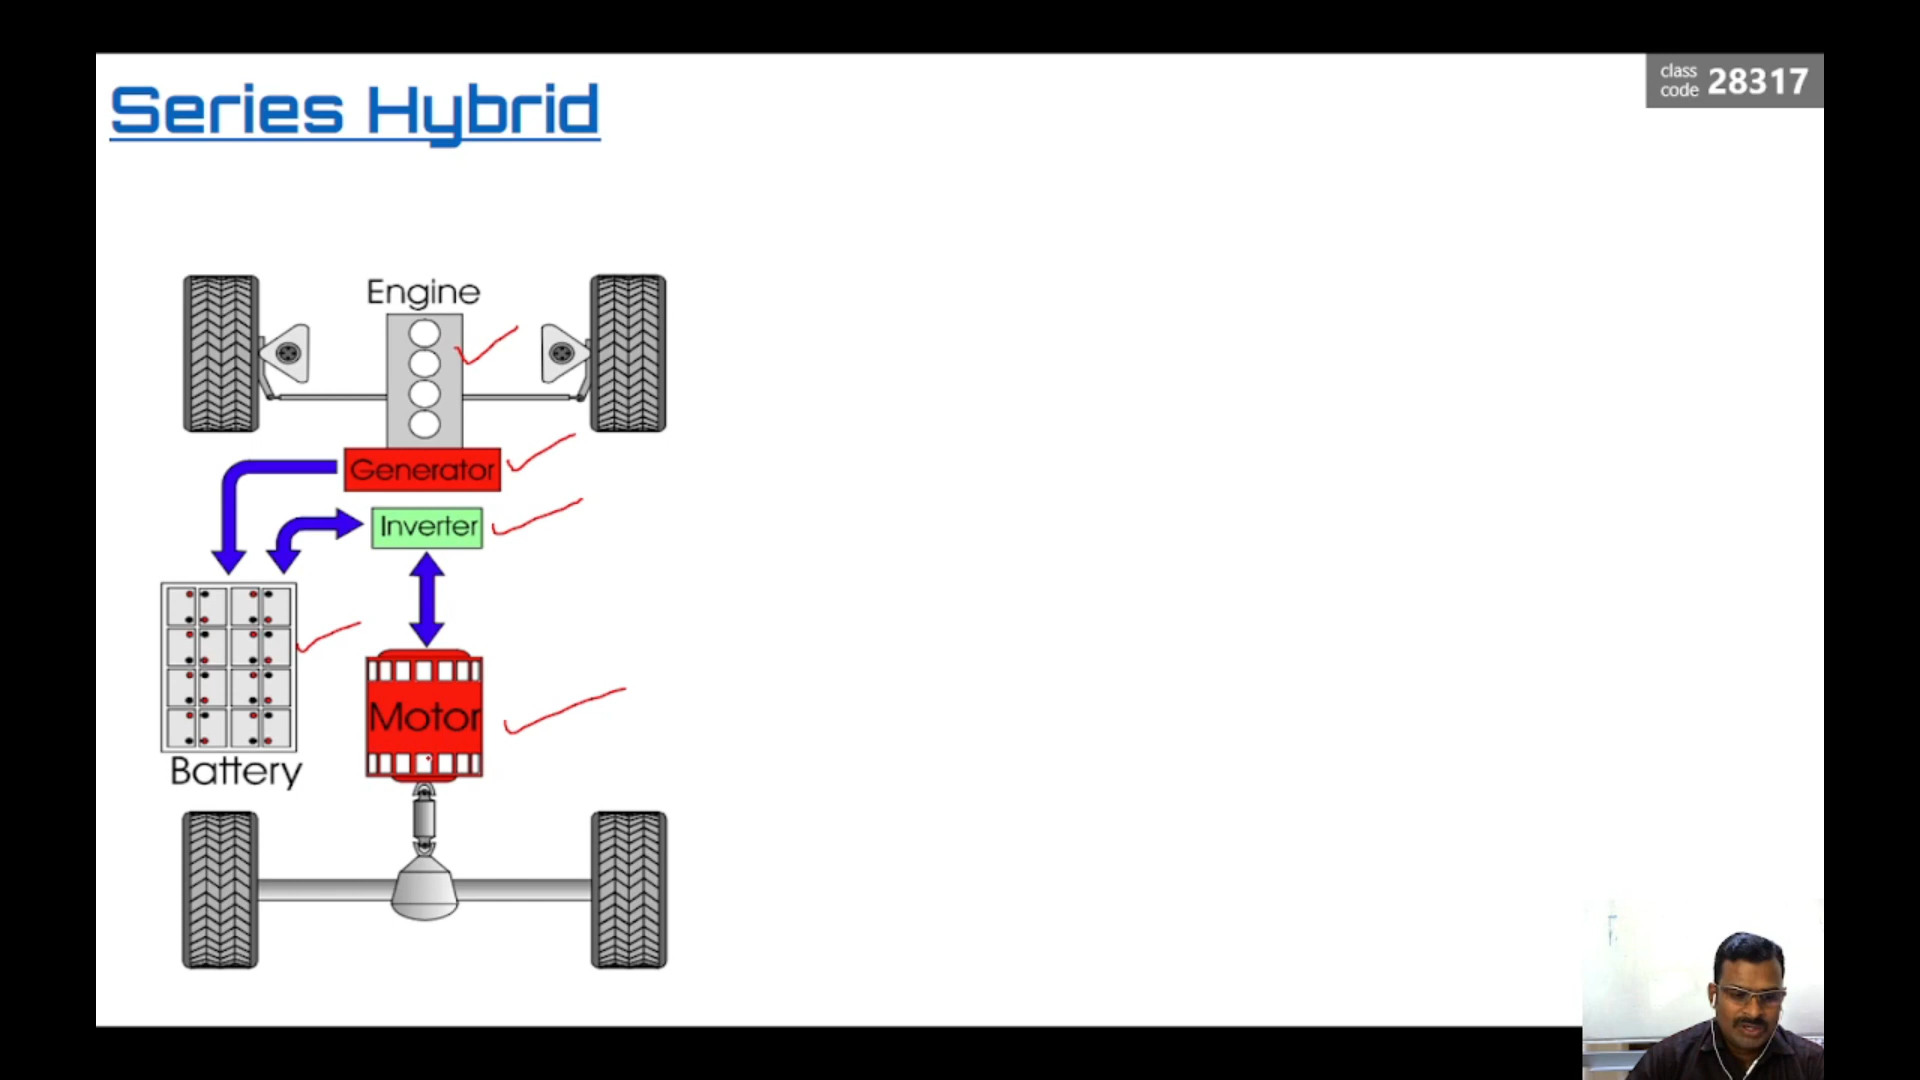 Series Hybrid
class code 28317
Engine
Generator
Inverter
Motor
Battery